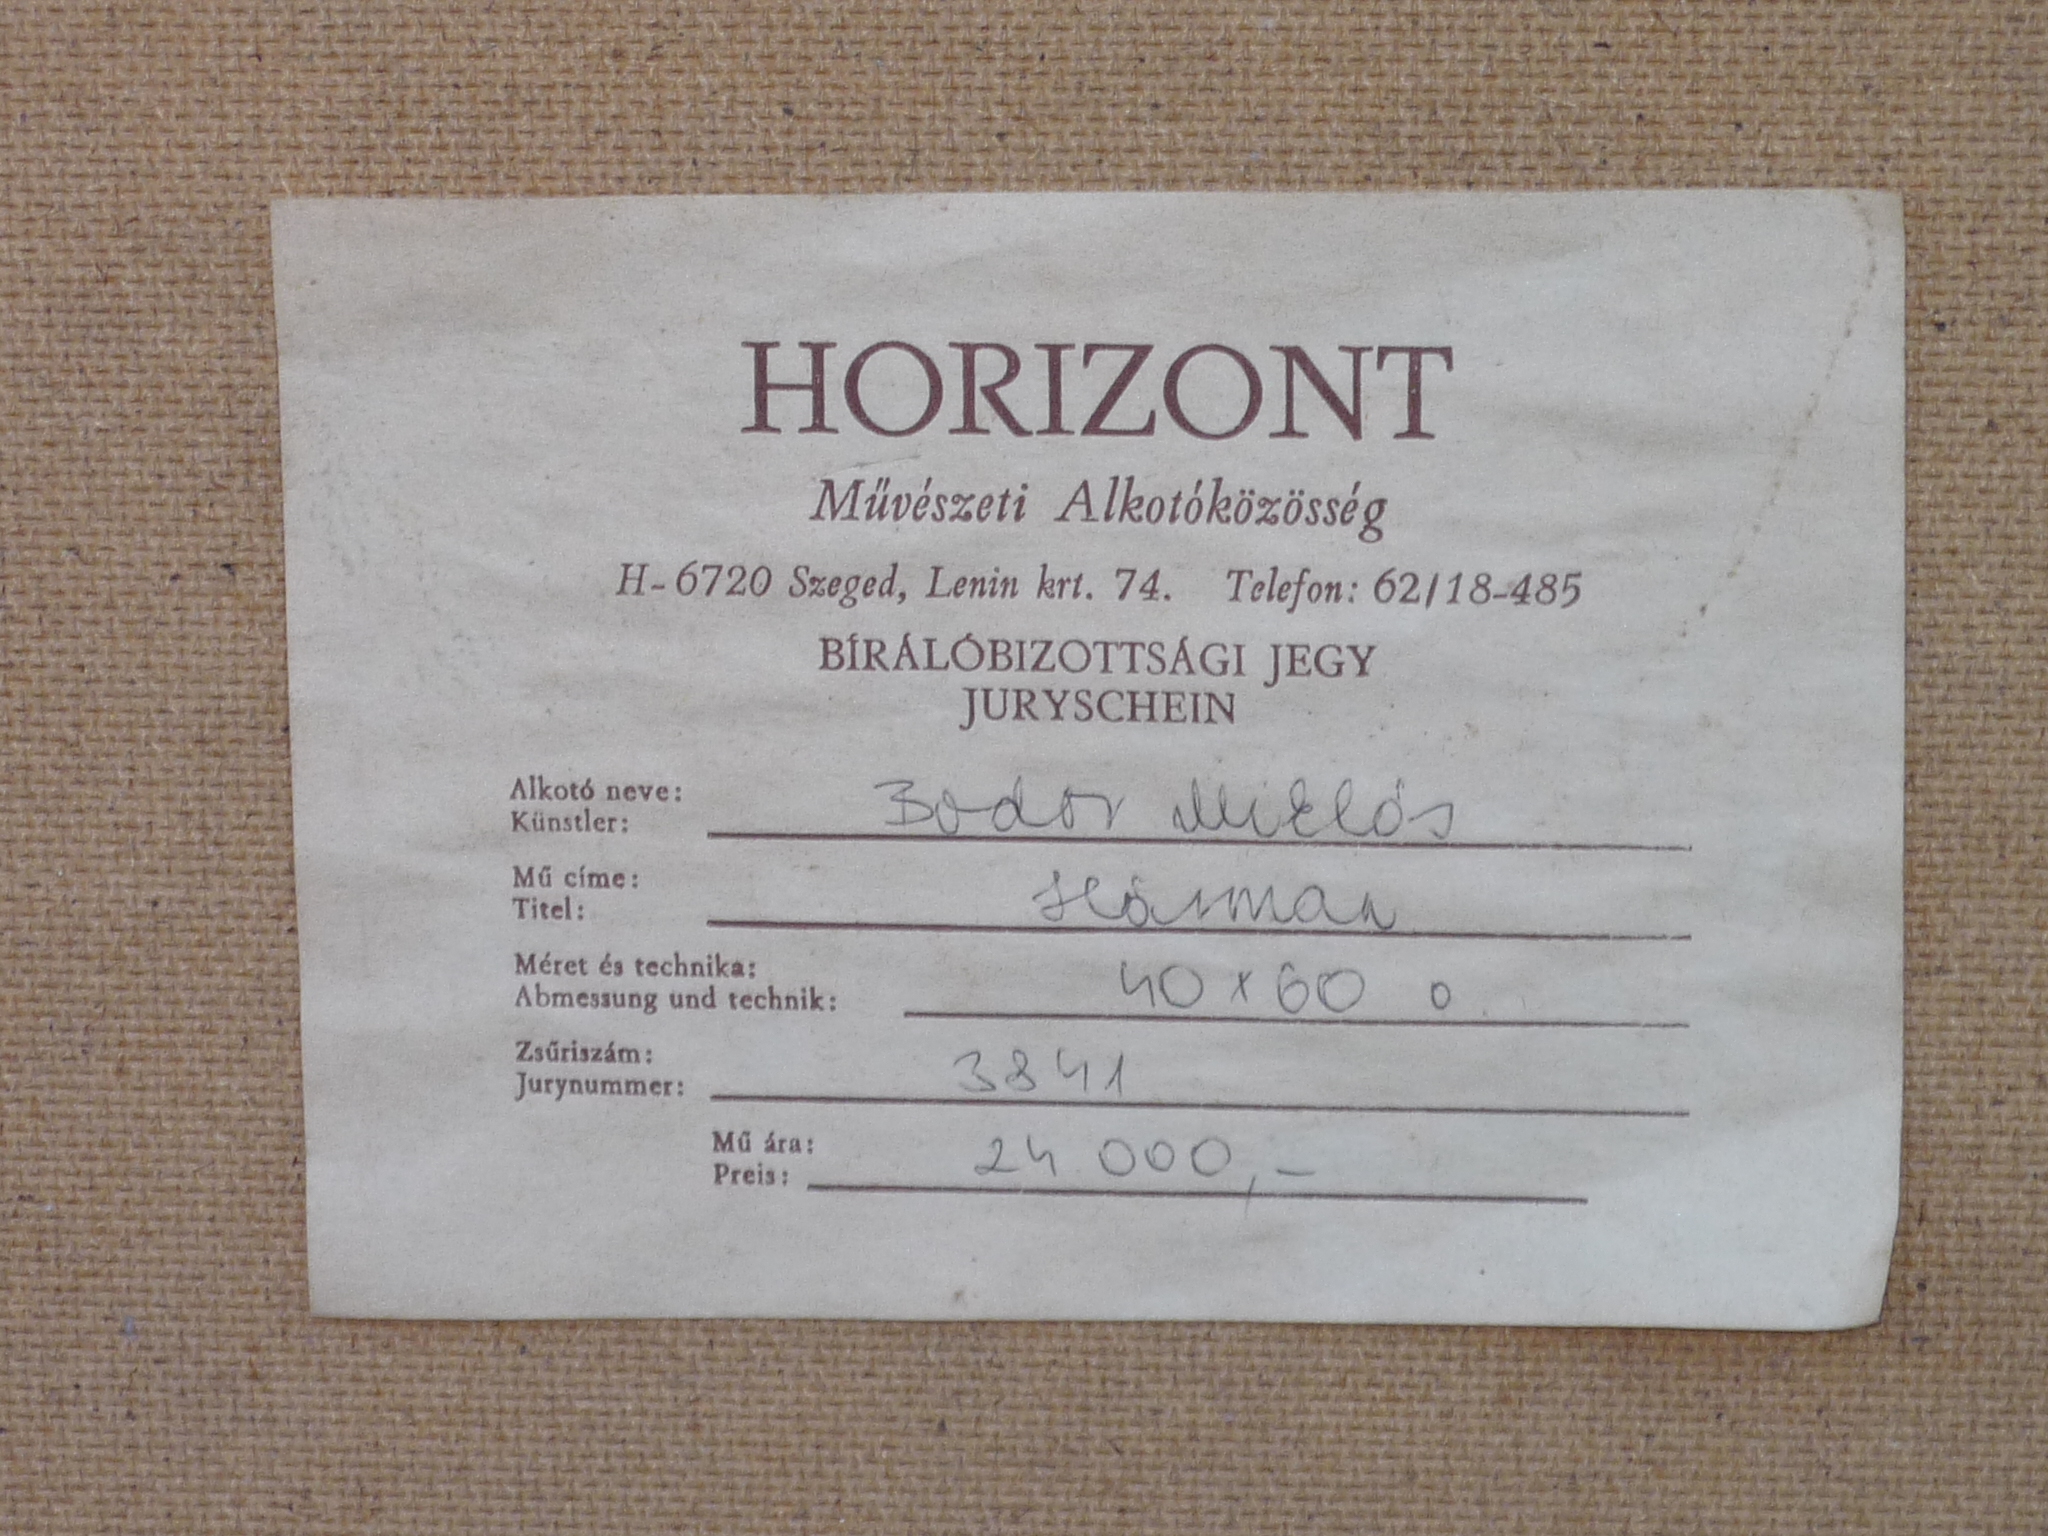 HORIZONT
Művészeti Alkotóközösség
H-6720 Szeged, Lenin krt. 74. Telefon: 62/18-485
BÍRÁLÓBIZOTTSÁGI JEGY
JURYSCHEIN
Alkotó neve:
Künstler: Bodor Miklós
Mű címe:
Titel: Hárman
Méret és technika:
Abmessung und technik: 40 x 60 o.
Zsűriszám:
Jurynummer: 3841
Mű ára:
Preis: 24 000,-